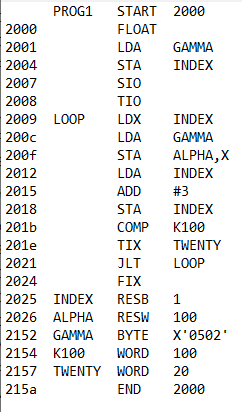 PROG1 START 2000
2000 FLOAT
2001 LDA GAMMA
2004 STA INDEX
2007 SIO
2008 TIO
2009 LOOP LDX INDEX
200c LDA GAMMA
200f STA ALPHA,X
2012 LDA INDEX
2015 ADD #3
2018 STA INDEX
201b COMP K100
201e TIX TWENTY
2021 JLT LOOP
2024 FIX
2025 INDEX RESB 1
2026 ALPHA RESW 100
2152 GAMMA BYTE X'0502'
2154 K100 WORD 100
2157 TWENTY WORD 20
215a END 2000